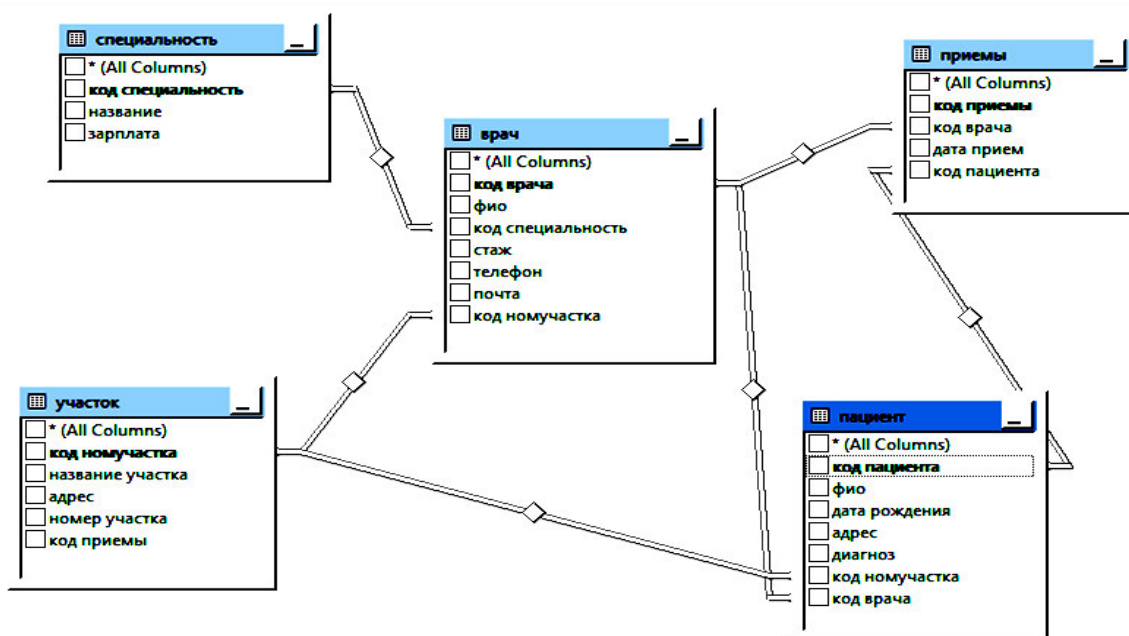 специальность
* (All Columns)
код специальность
название
зарплата
врач
* (All Columns)
код врача
фио
код специальность
стаж
телефон
почта
код номучастка
приемы
* (All Columns)
код приемы
код врача
дата прием
код пациента
участок
* (All Columns)
код номучастка
название участка
адрес
номер участка
код приемы
пациент
* (All Columns)
код пациента
фио
дата рождения
адрес
диагноз
код номучастка
код врача